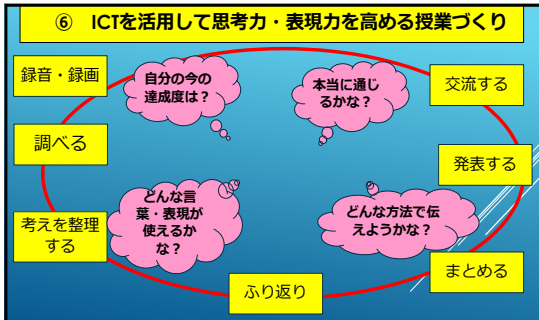 ⑥ ICTを活用して思考力・表現力を高める授業づくり
録音・録画
自分の今の
達成度は？
本当に通じ
るかな？
交流する
調べる
発表する
どんな言
葉・表現が
使えるか
な？
どんな方法で伝
えようかな？
考えを整理
する
まとめる
ふり返り